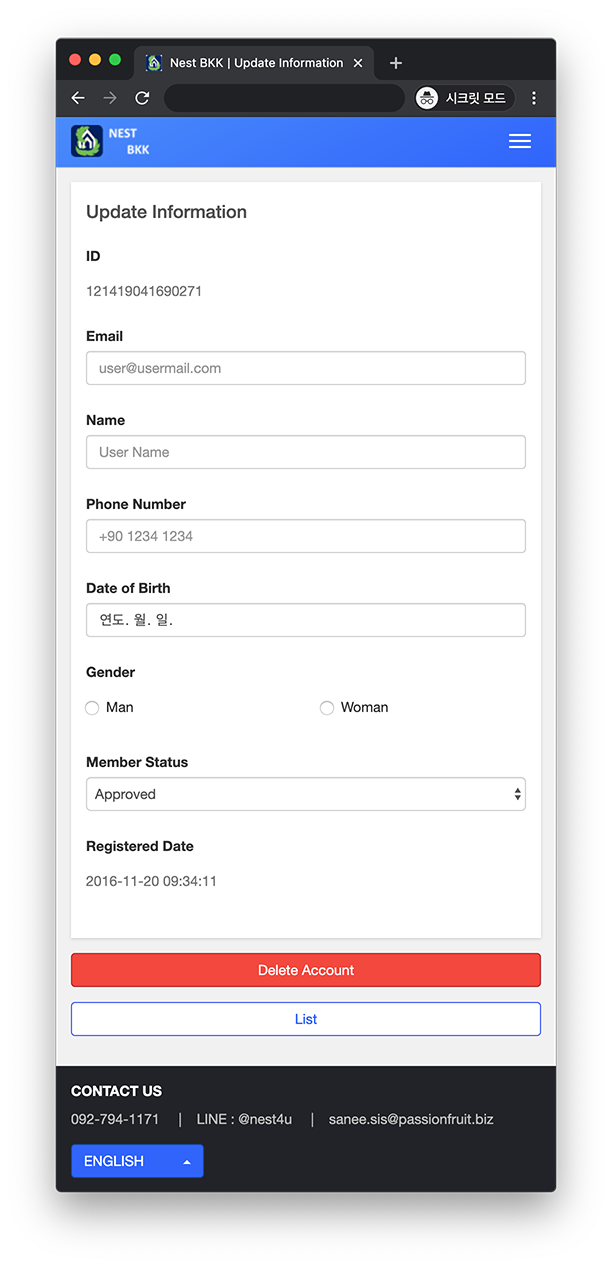 Nest BKK | Update Information
시크릿 모드
NEST
BKK
Update Information
ID
121419041690271
Email
user@usermail.com
Name
User Name
Phone Number
+90 1234 1234
Date of Birth
연도. 월. 일.
Gender
Man Woman
Member Status
Approved
Registered Date
2016-11-20 09:34:11
Delete Account
List
CONTACT US
092-794-1171 | LINE : @nest4u | sanee.sis@passionfruit.biz
ENGLISH